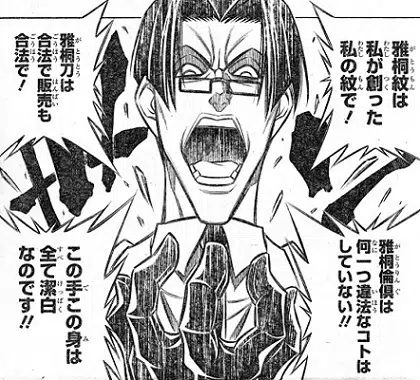 雅桐紋は
私が創った
私の紋で!
雅桐刀は
合法で販売も
合法で!
雅桐倫倶は
何一つ違法なコトは
していない!!
この手この身は
全て潔白
なのです!!